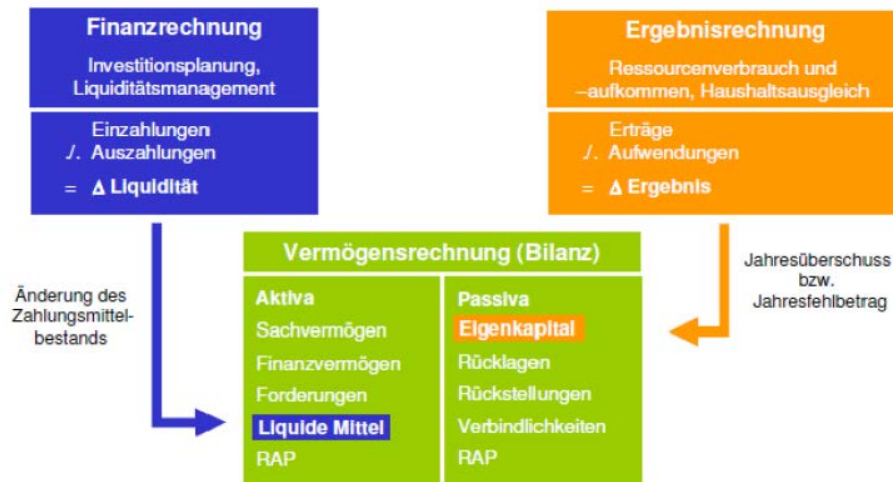 Finanzrechnung
Investitionsplanung,
Liquiditätsmanagement
Einzahlungen
./. Auszahlungen
= Δ Liquidität
Ergebnisrechnung
Ressourcenverbrauch und
–aufkommen, Haushaltsausgleich
Erträge
./. Aufwendungen
= Δ Ergebnis
Änderung des
Zahlungsmittel-
bestands
Vermögensrechnung (Bilanz)
Aktiva
Sachvermögen
Finanzvermögen
Forderungen
Liquide Mittel
RAP
Passiva
Eigenkapital
Rücklagen
Rückstellungen
Verbindlichkeiten
RAP
Jahresüberschuss
bzw.
Jahresfehlbetrag